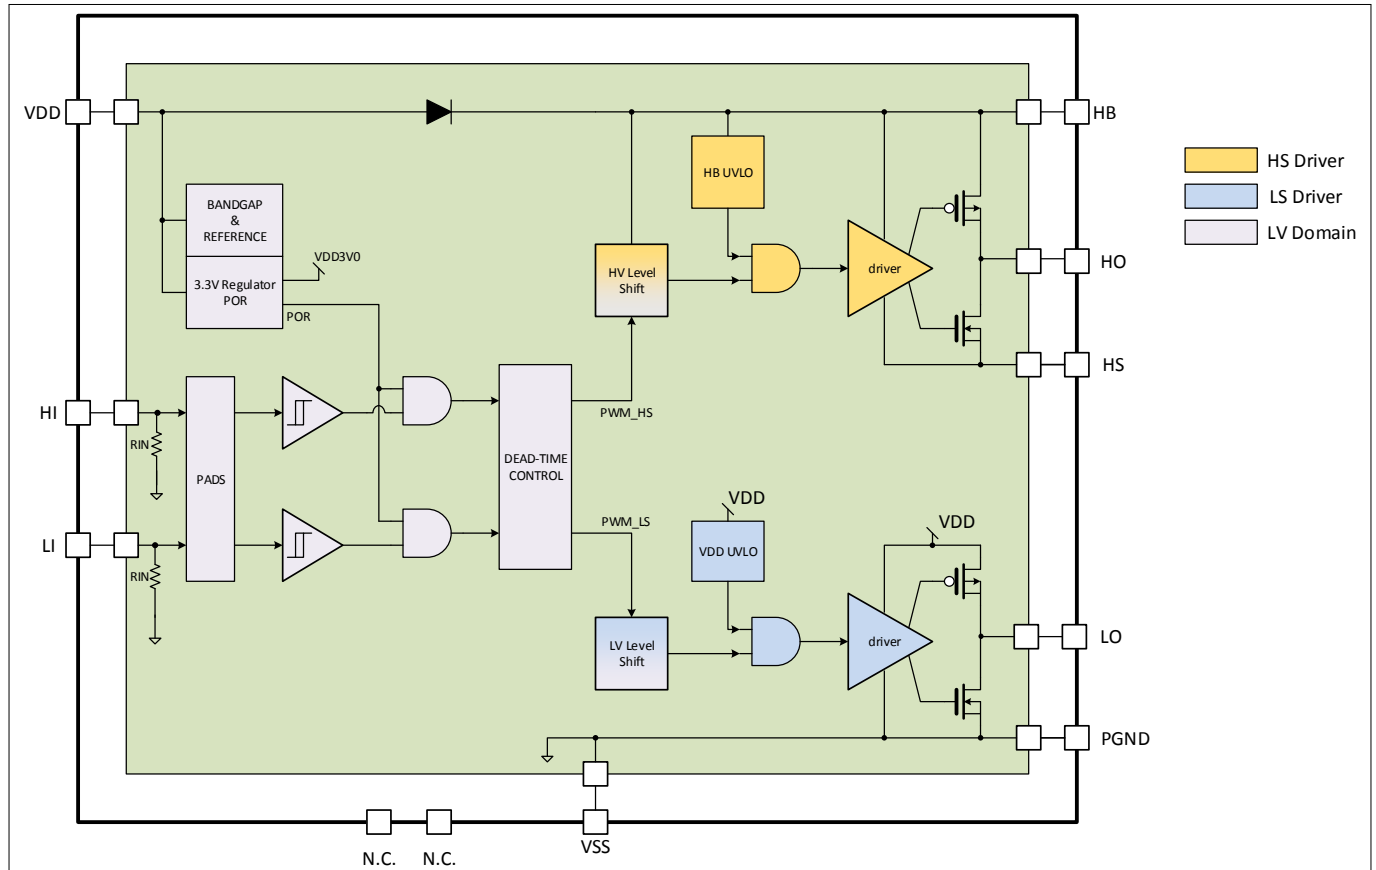 VDD
HB
HB UVLO
HS Driver
LS Driver
LV Domain
BANDGAP
&
REFERENCE
VDD3V0
3.3V Regulator
POR
POR
HV Level
Shift
driver
HO
HS
HI
RIN
PADS
PWM_HS
DEAD-TIME
CONTROL
LI
RIN
PWM_LS
VDD
VDD UVLO
VDD
LV Level
Shift
driver
LO
PGND
VSS
N.C.
N.C.